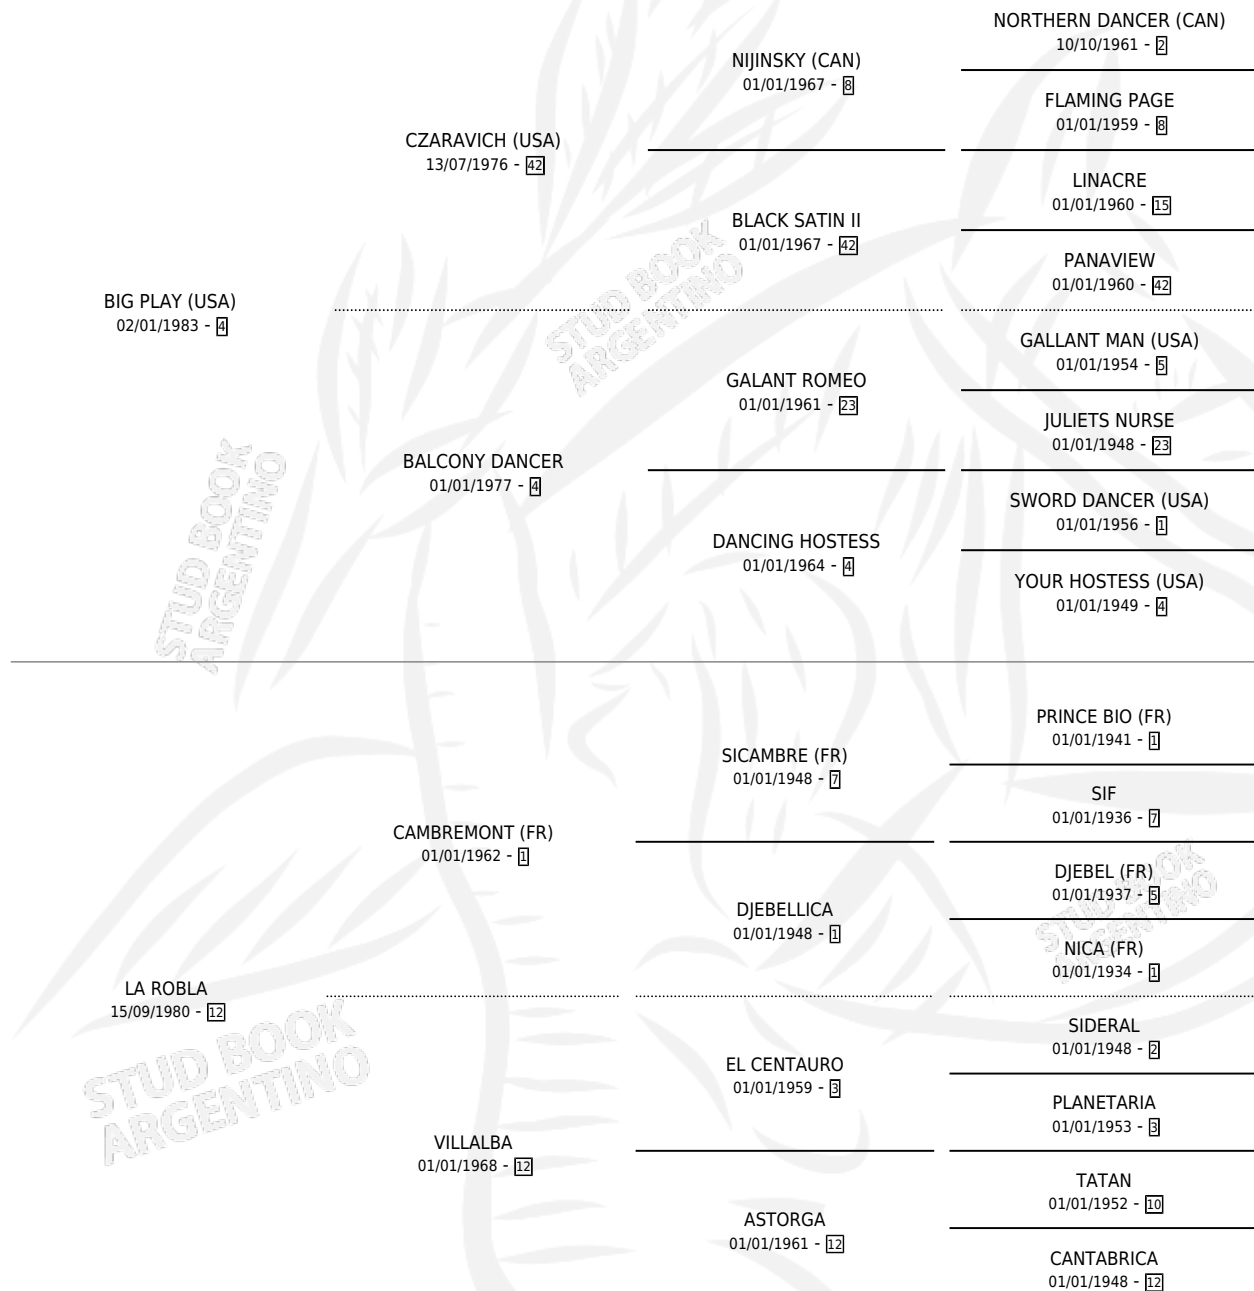 NORTHERN DANCER (CAN)
10/10/1961 - 2
NIJINSKY (CAN)
01/01/1967 - 8
FLAMING PAGE
01/01/1959 - 8
CZARAVICH (USA)
13/07/1976 - 42
LINACRE
01/01/1960 - 15
BLACK SATIN II
01/01/1967 - 42
PANAVIEW
01/01/1960 - 42
BIG PLAY (USA)
02/01/1983 - 4
STUD BOOK
ARGENTINO
GALLANT MAN (USA)
01/01/1954 - 5
GALANT ROMEO
01/01/1961 - 23
JULIETS NURSE
01/01/1948 - 23
BALCONY DANCER
01/01/1977 - 4
SWORD DANCER (USA)
01/01/1956 - 1
DANCING HOSTESS
01/01/1964 - 4
YOUR HOSTESS (USA)
01/01/1949 - 4
STUD BOOK
ARGENTINO
PRINCE BIO (FR)
01/01/1941 - 1
SICAMBRE (FR)
01/01/1948 - 7
SIF
01/01/1936 - 7
CAMBREMONT (FR)
01/01/1962 - 1
DJEBEL (FR)
01/01/1937 - 5
DJEBELLICA
01/01/1948 - 1
STUD BOOK
ARGENTINO
NICA (FR)
01/01/1934 - 1
LA ROBLA
15/09/1980 - 12
SIDERAL
01/01/1948 - 2
EL CENTAURO
01/01/1959 - 3
STUD BOOK
ARGENTINO
PLANETARIA
01/01/1953 - 3
VILLALBA
01/01/1968 - 12
TATAN
01/01/1952 - 10
ASTORGA
01/01/1961 - 12
CANTABRICA
01/01/1948 - 12